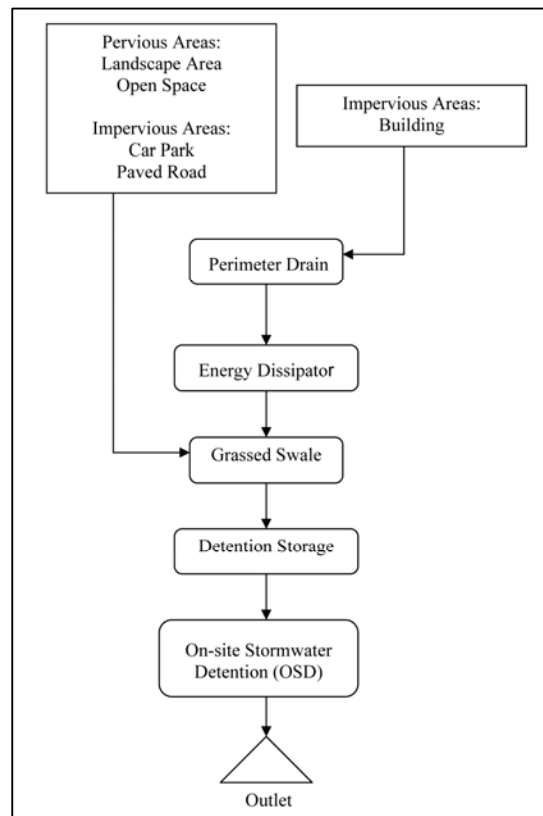 Pervious Areas:
Landscape Area
Open Space
Impervious Areas:
Car Park
Paved Road
Impervious Areas:
Building
Perimeter Drain
Energy Dissipator
Grassed Swale
Detention Storage
On-site Stormwater
Detention (OSD)
Outlet